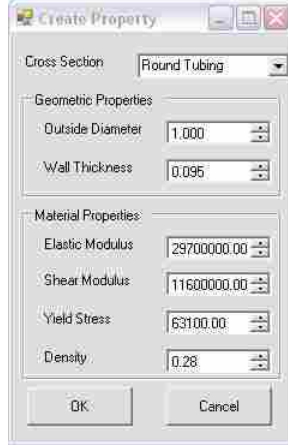 Create Property
Cross Section Round Tubing
Geometric Properties
Outside Diameter 1.000
Wall Thickness 0.095
Material Properties
Elastic Modulus 29700000.00
Shear Modulus 11600000.00
Yield Stress 63100.00
Density 0.28
OK Cancel